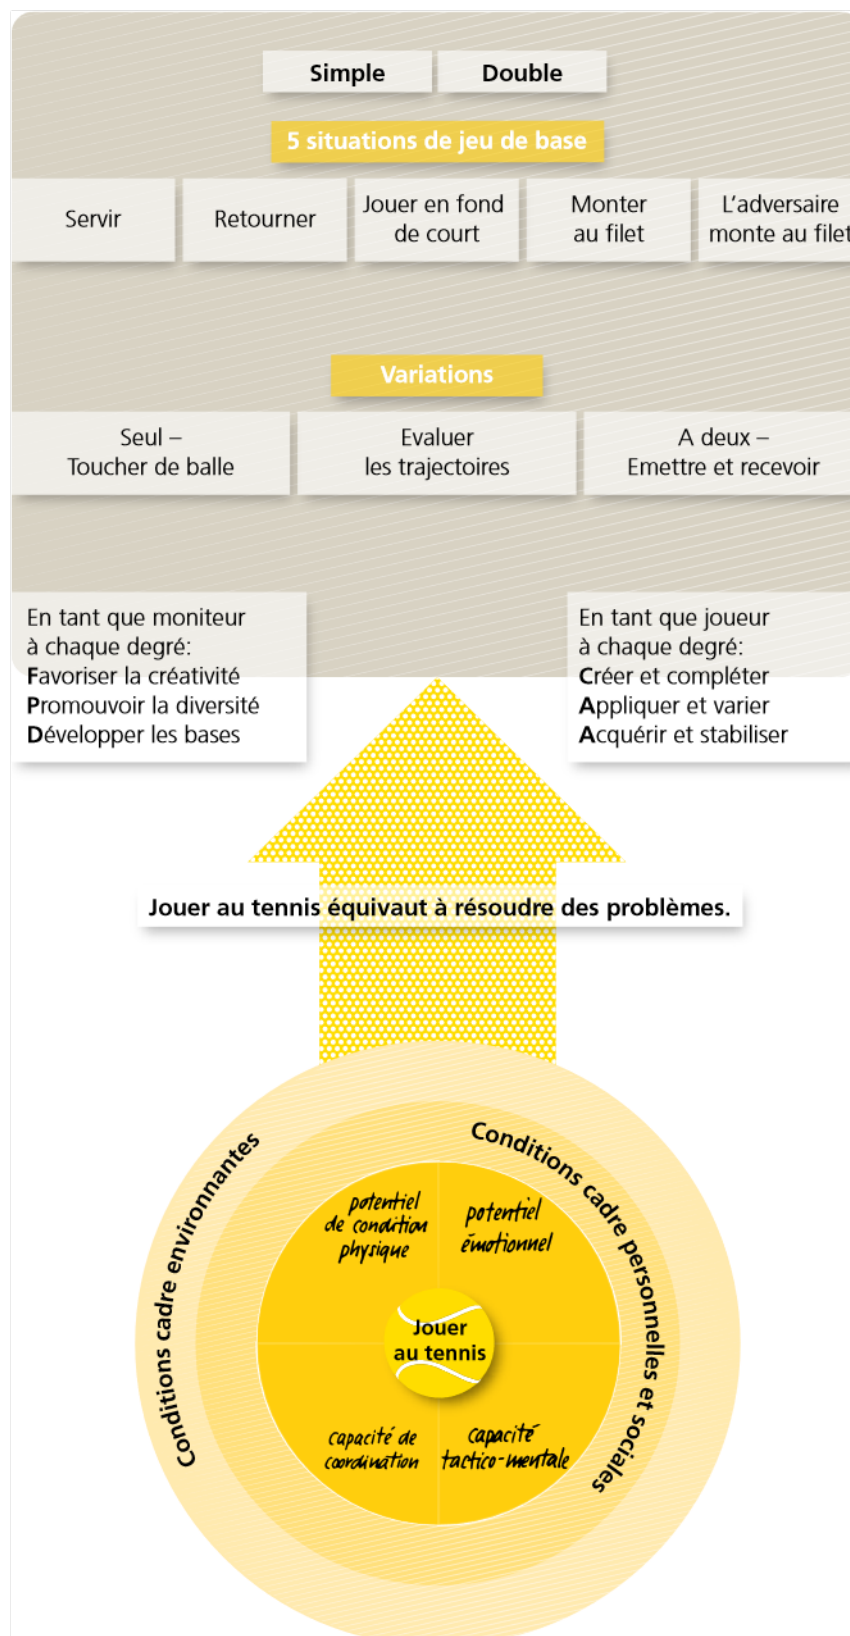 Simple
Double
5 situations de jeu de base
Servir
Retourner
Jouer en fond
de court
Monter
au filet
L’adversaire
monte au filet
Variations
Seul –
Toucher de balle
Evaluer
les trajectoires
A deux –
Emettre et recevoir
En tant que moniteur
à chaque degré:
Favoriser la créativité
Promouvoir la diversité
Développer les bases
En tant que joueur
à chaque degré:
Créer et compléter
Appliquer et varier
Acquérir et stabiliser
Jouer au tennis équivaut à résoudre des problèmes.
Conditions cadre environnantes
Conditions cadre personnelles et sociales
potentiel
de condition
physique
potentiel
émotionnel
Jouer
au tennis
capacité de
coordination
capacité
tactico-mentale